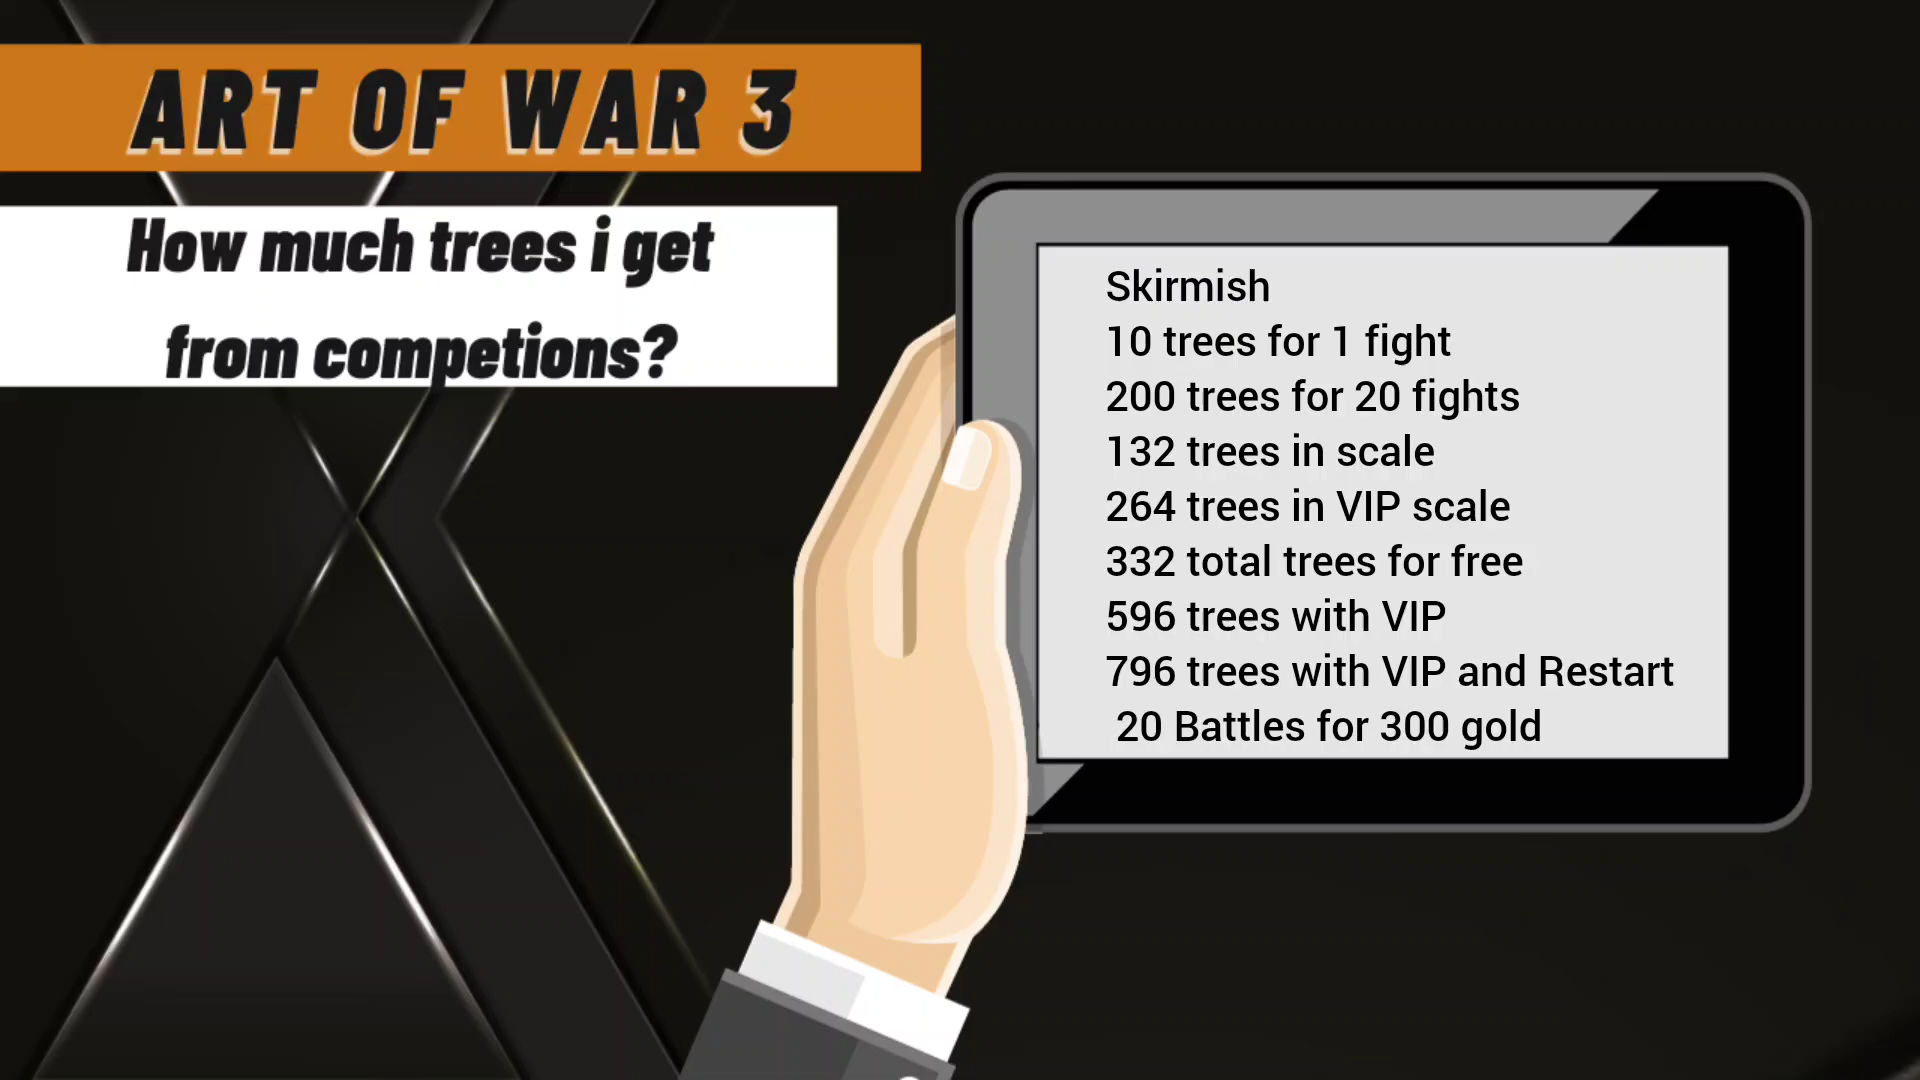 ART OF WAR 3
How much trees i get
from competions?
Skirmish
10 trees for 1 fight
200 trees for 20 fights
132 trees in scale
264 trees in VIP scale
332 total trees for free
596 trees with VIP
796 trees with VIP and Restart
20 Battles for 300 gold